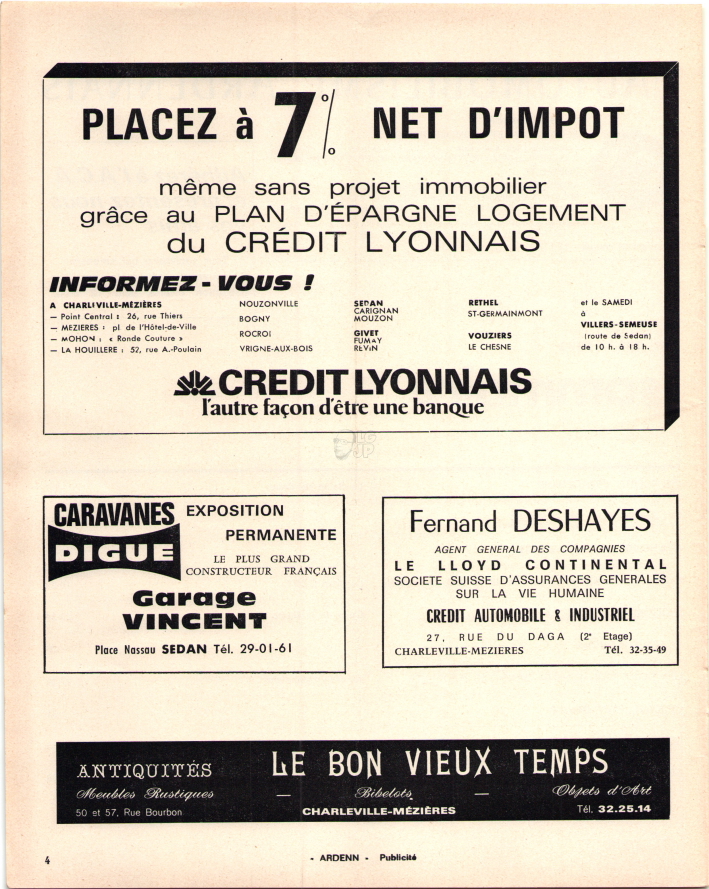 PLACEZ à 7% NET D'IMPOT
même sans projet immobilier
grâce au PLAN D'ÉPARGNE LOGEMENT
du CRÉDIT LYONNAIS
INFORMEZ-VOUS !
A CHARLEVILLE-MÉZIÈRES
— Point Central : 26, rue Thiers
— MEZIERES : pl. de l'Hôtel-de-Ville
— MOHON : « Ronde Couture »
— LA HOUILLERE : 52, rue A.-Poulain
NOUZONVILLE
BOGNY
ROCROI
VRIGNE-AUX-BOIS
SEDAN
CARIGNAN
MOUZON
GIVET
FUMAY
REVIN
RETHEL
ST-GERMAINMONT
VOUZIERS
LE CHESNE
et le SAMEDI
à
VILLERS-SEMEUSE
(route de Sedan)
de 10 h. à 18 h.
CREDIT LYONNAIS
l'autre façon d'être une banque
CARAVANES
DIGUE
EXPOSITION
PERMANENTE
LE PLUS GRAND
CONSTRUCTEUR FRANÇAIS
Garage
VINCENT
Place Nassau SEDAN Tél. 29-01-61
Fernand DESHAYES
AGENT GENERAL DES COMPAGNIES
LE LLOYD CONTINENTAL
SOCIETE SUISSE D'ASSURANCES GENERALES
SUR LA VIE HUMAINE
CREDIT AUTOMOBILE & INDUSTRIEL
27, RUE DU DAGA (2e Etage)
CHARLEVILLE-MEZIERES Tél. 32-35-49
ANTIQUITÉS LE BON VIEUX TEMPS
Meubles Rustiques — Bibelots — Objets d'Art
50 et 57, Rue Bourbon CHARLEVILLE-MÉZIÈRES Tél. 32.25.14
4 - ARDENN - Publicité